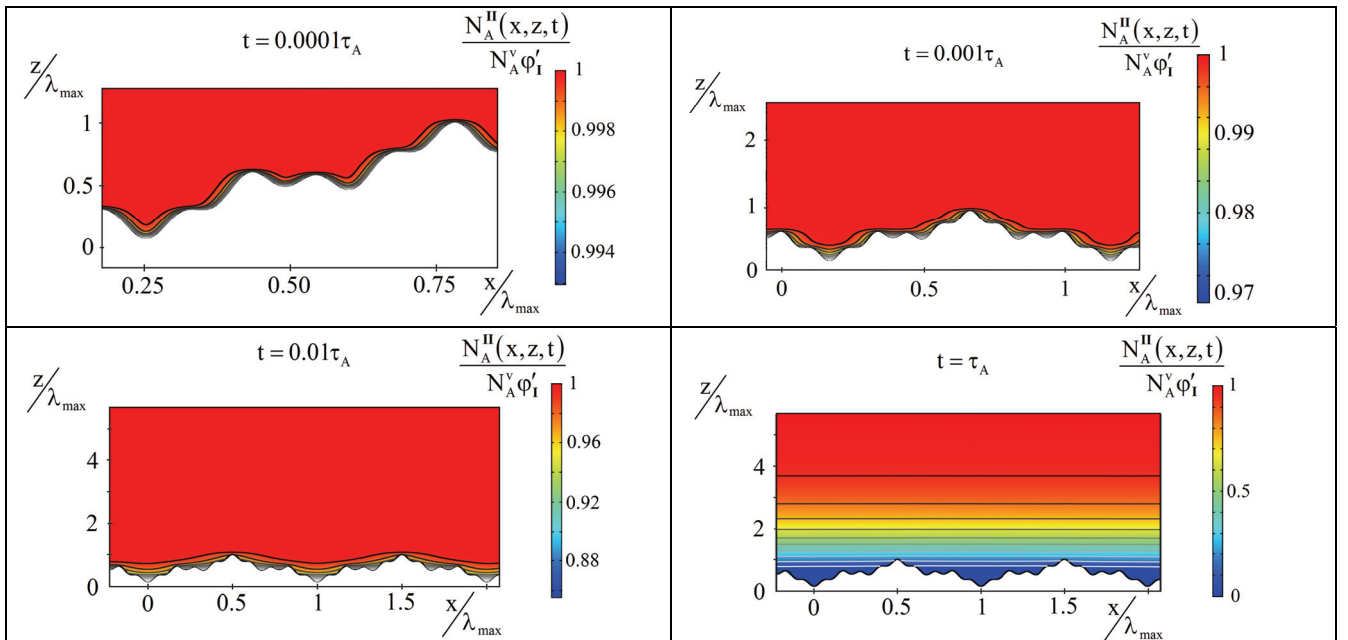 t = 0.0001τ_A
N_A^II(x,z,t)
N_A^v φ'_I
z/λ_max
1
0.5
0
0.25 0.50 0.75 x/λ_max
1
0.998
0.996
0.994
t = 0.001τ_A
N_A^II(x,z,t)
N_A^v φ'_I
z/λ_max
2
1
0
0 0.5 1 x/λ_max
1
0.99
0.98
0.97
t = 0.01τ_A
N_A^II(x,z,t)
N_A^v φ'_I
z/λ_max
4
2
0
0 0.5 1 1.5 x/λ_max
1
0.96
0.92
0.88
t = τ_A
N_A^II(x,z,t)
N_A^v φ'_I
z/λ_max
4
2
0
0 0.5 1 1.5 x/λ_max
1
0.5
0